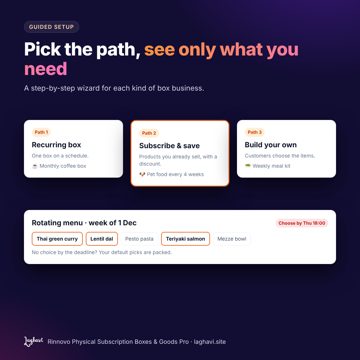 GUIDED SETUP
Pick the path, see only what you
need
A step-by-step wizard for each kind of box business.
Path 1
Recurring box
One box on a schedule.
☕ Monthly coffee box
Path 2
Subscribe & save
Products you already sell, with a
discount.
🐶 Pet food every 4 weeks
Path 3
Build your own
Customers choose the items.
🥗 Weekly meal kit
Rotating menu · week of 1 Dec
Choose by Thu 18:00
Thai green curry Lentil dal Pesto pasta Teriyaki salmon Mezze bowl
No choice by the deadline? Your default picks are packed.
laghavi Rinnovo Physical Subscription Boxes & Goods Pro · laghavi.site